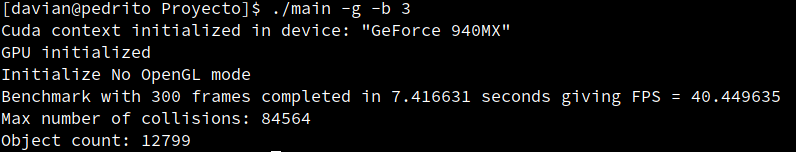 [davian@pedrito Proyecto]$ ./main -g -b 3
Cuda context initialized in device: "GeForce 940MX"
GPU initialized
Initialize No OpenGL mode
Benchmark with 300 frames completed in 7.416631 seconds giving FPS = 40.449635
Max number of collisions: 84564
Object count: 12799